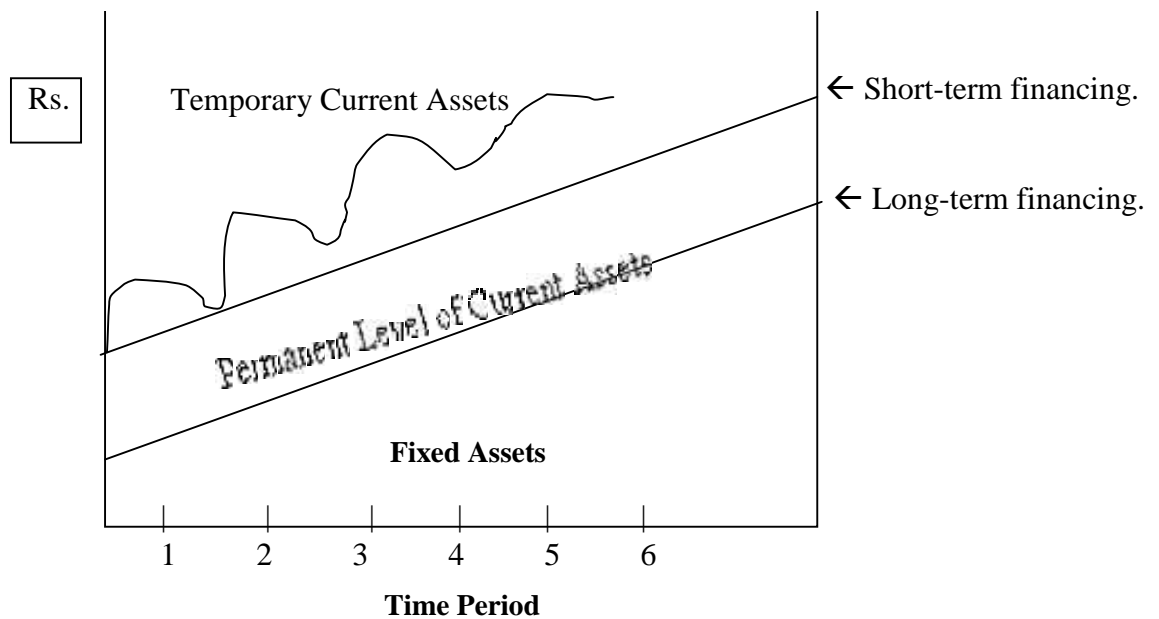 ← Short-term financing.
Rs.
Temporary Current Assets
← Long-term financing.
Permanent Level of Current Assets
Fixed Assets
1 2 3 4 5 6
Time Period